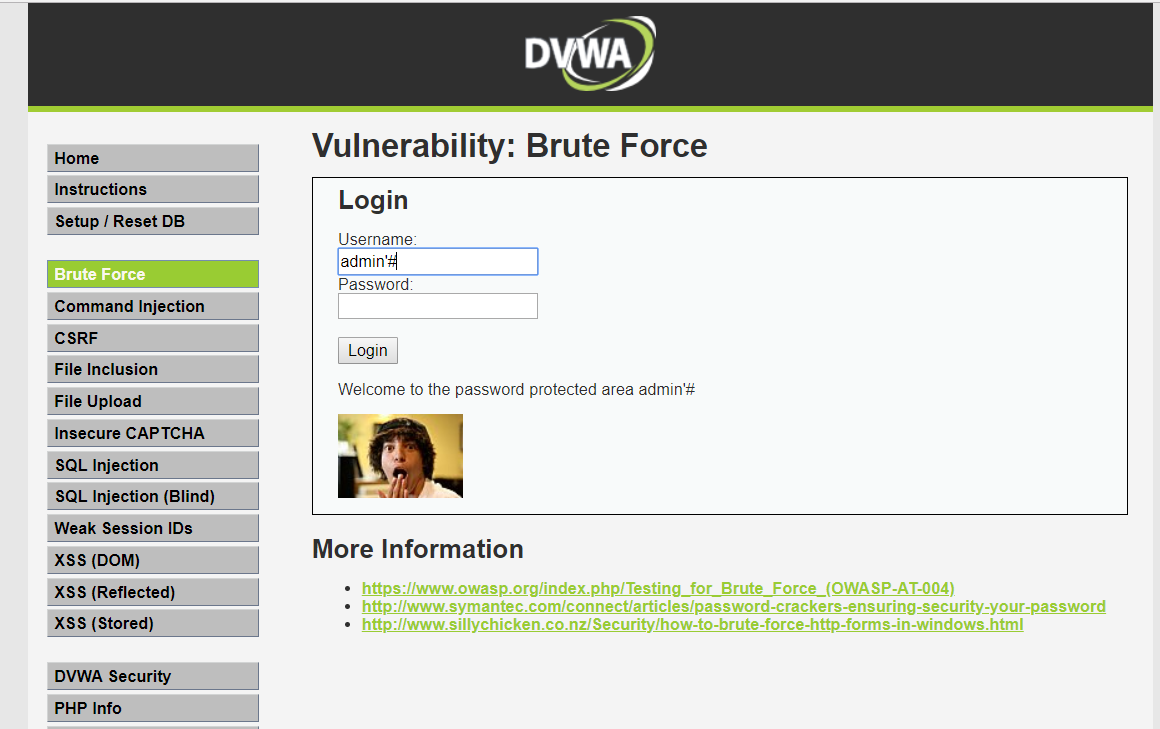 DVWA
Home
Instructions
Setup / Reset DB
Brute Force
Command Injection
CSRF
File Inclusion
File Upload
Insecure CAPTCHA
SQL Injection
SQL Injection (Blind)
Weak Session IDs
XSS (DOM)
XSS (Reflected)
XSS (Stored)
DVWA Security
PHP Info
Vulnerability: Brute Force
Login
Username:
admin'#
Password:
Login
Welcome to the password protected area admin'#
More Information
https://www.owasp.org/index.php/Testing_for_Brute_Force_(OWASP-AT-004)
http://www.symantec.com/connect/articles/password-crackers-ensuring-security-your-password
http://www.sillychicken.co.nz/Security/how-to-brute-force-http-forms-in-windows.html